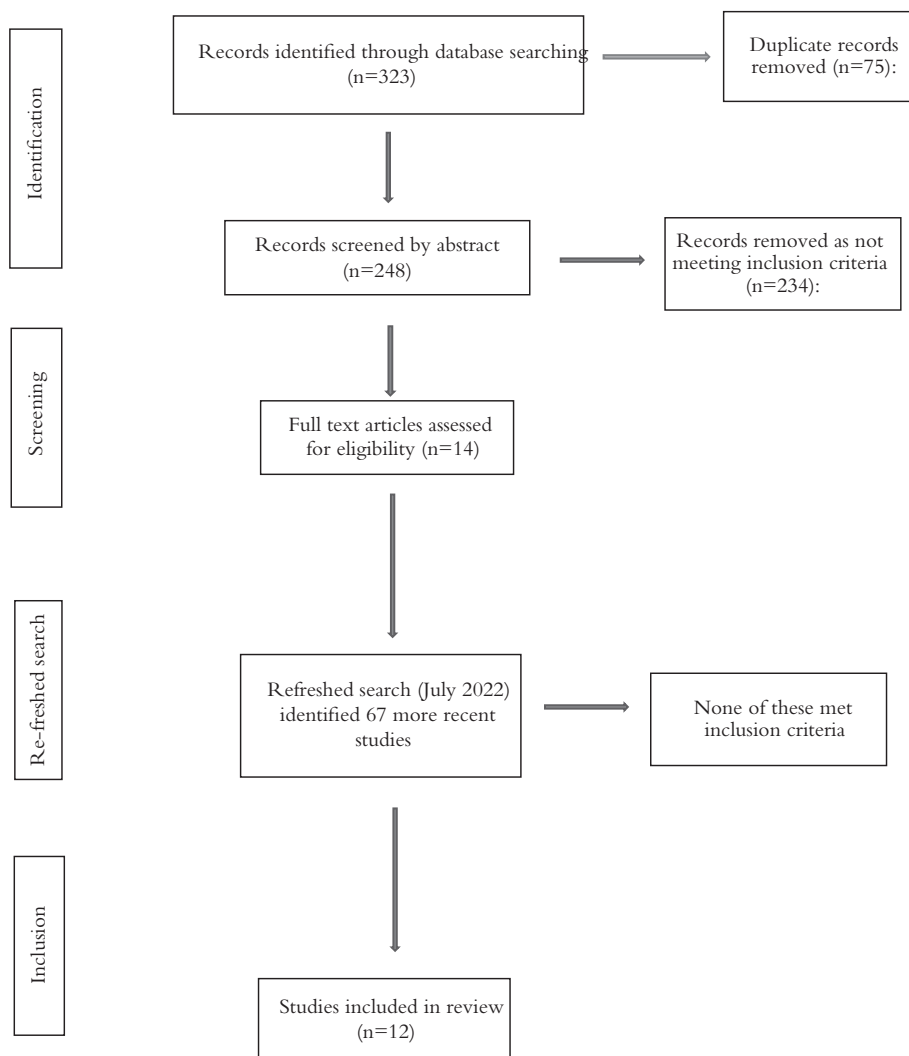 Identification
Records identified through database searching
(n=323)
Duplicate records
removed (n=75):
Records screened by abstract
(n=248)
Records removed as not
meeting inclusion criteria
(n=234):
Screening
Full text articles assessed
for eligibility (n=14)
Re-freshed search
Refreshed search (July 2022)
identified 67 more recent
studies
None of these met
inclusion criteria
Inclusion
Studies included in review
(n=12)